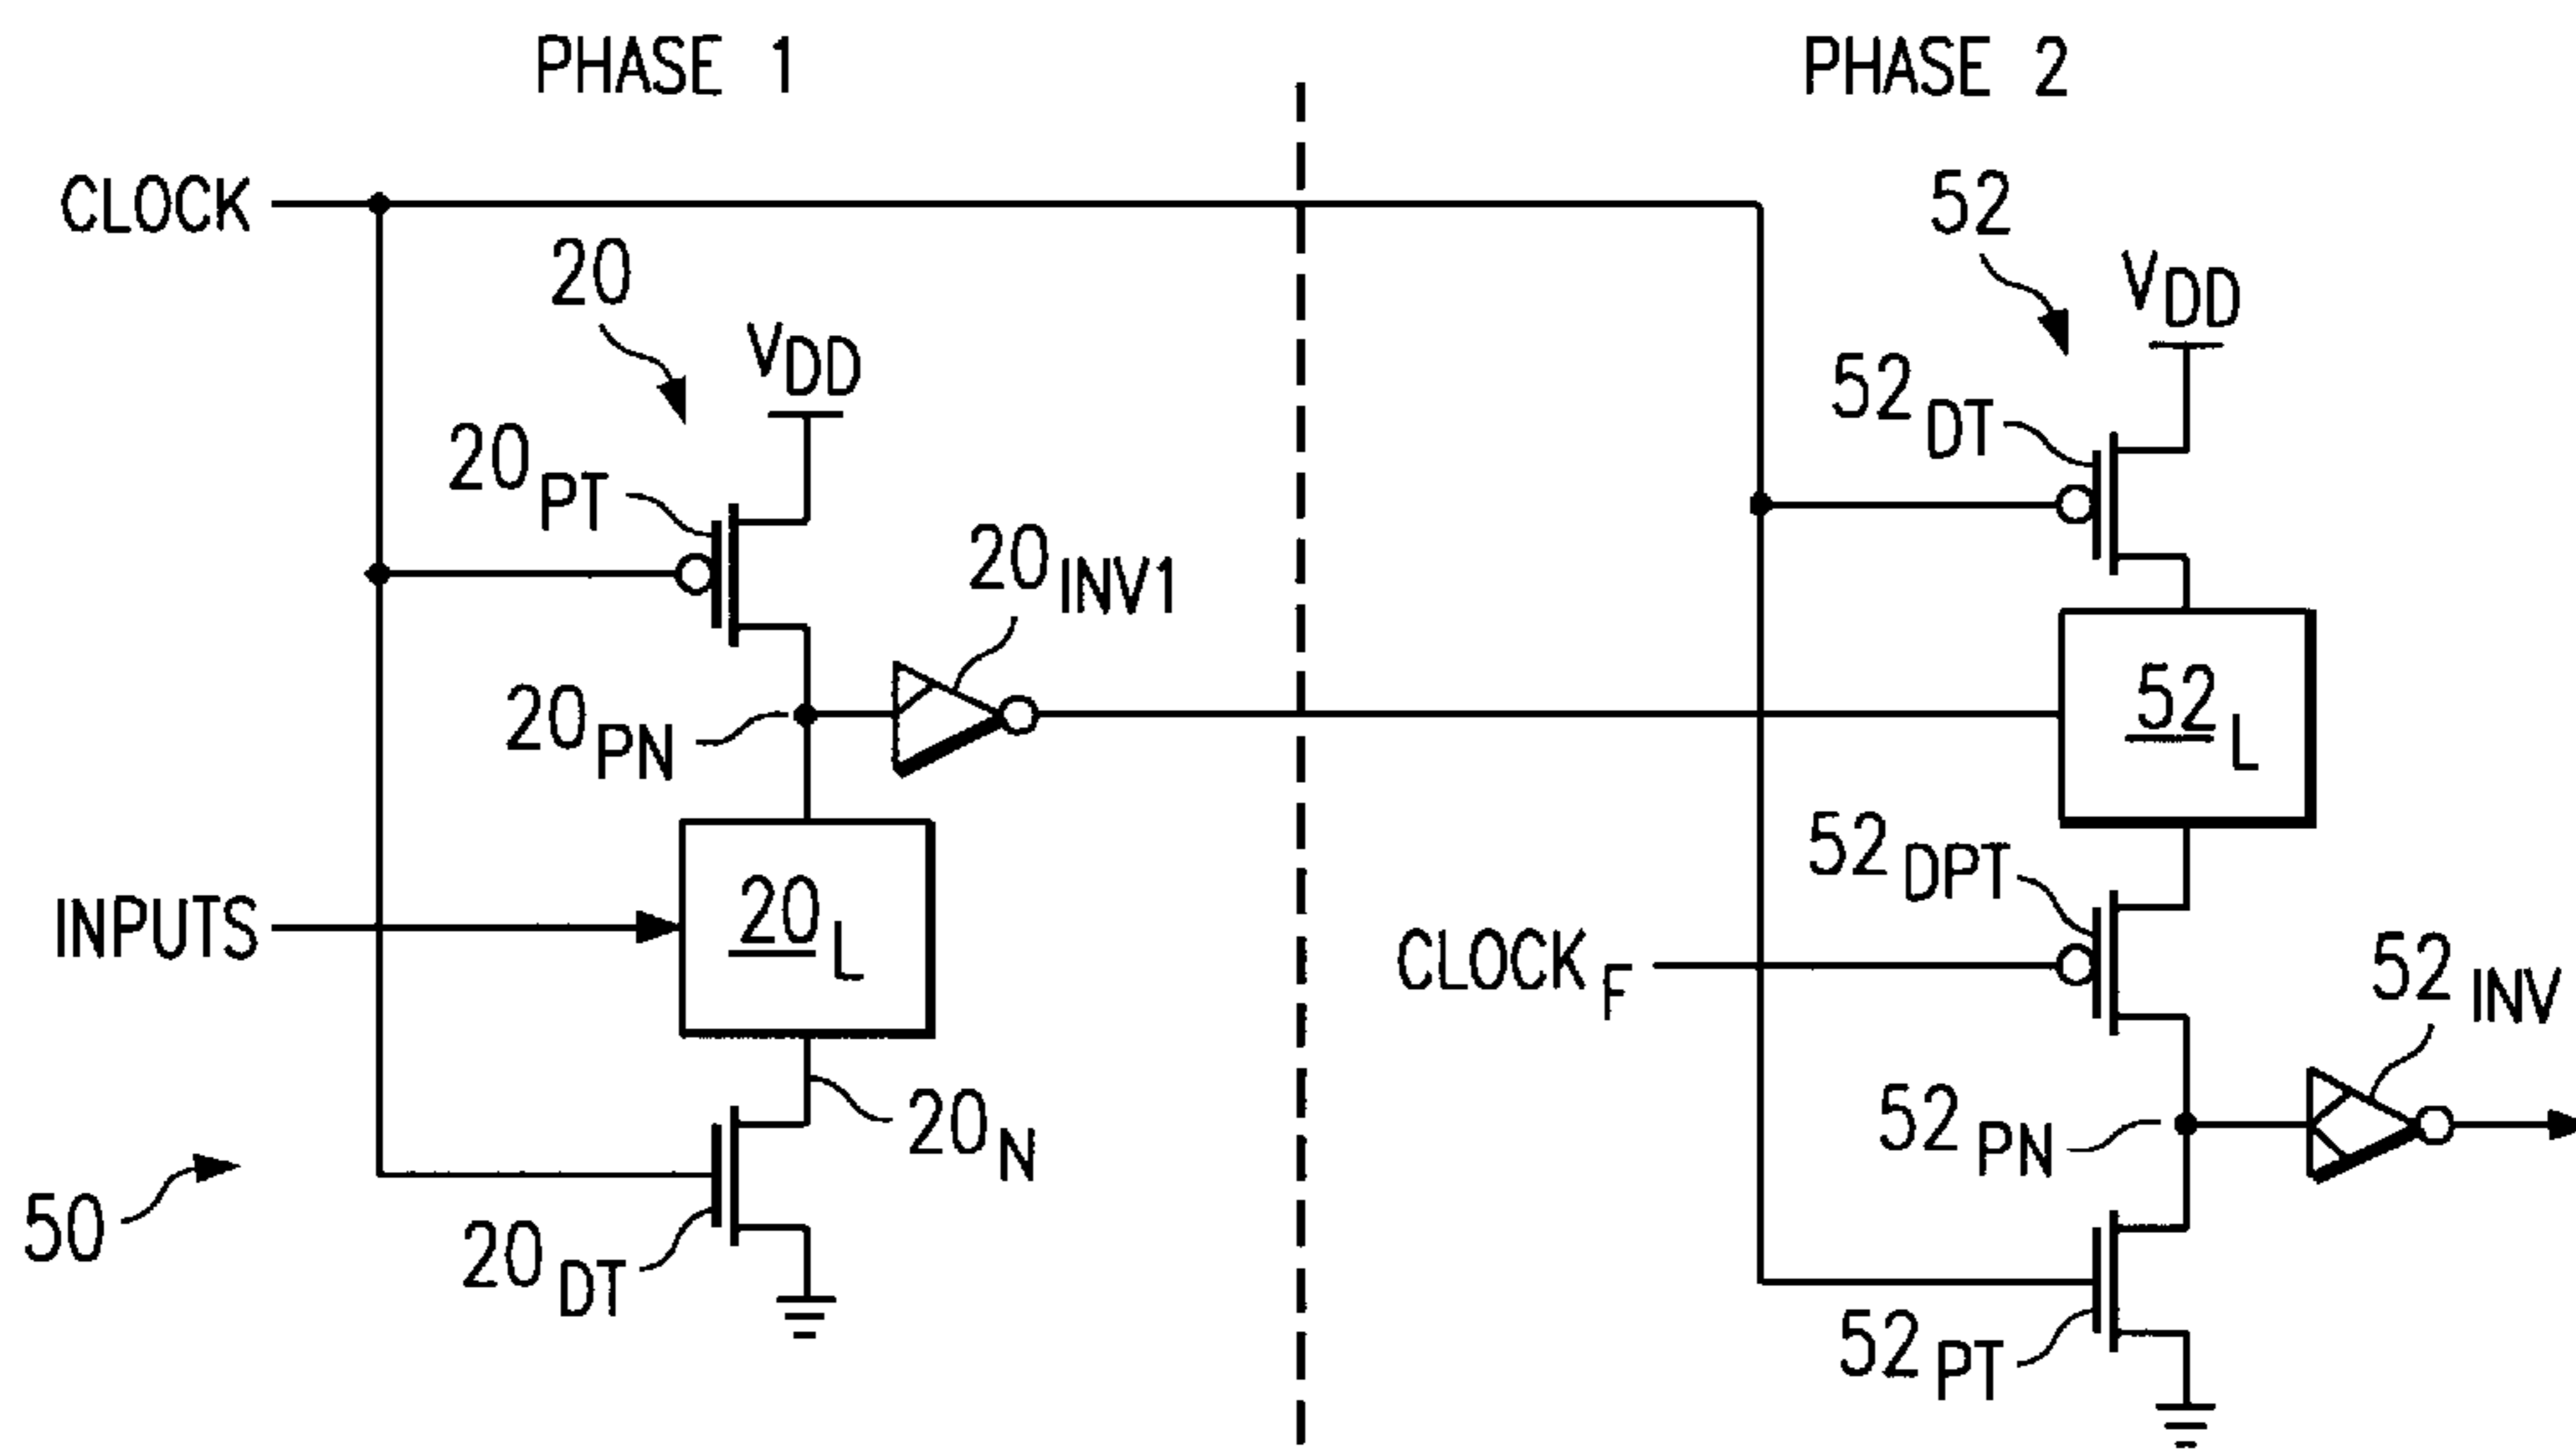 PHASE 1
PHASE 2
CLOCK
20
VDD
52
VDD
20PT
52DT
20INV1
20PN
52L
INPUTS
20L
52DPT
CLOCKF
52INV
20N
52PN
50
20DT
52PT